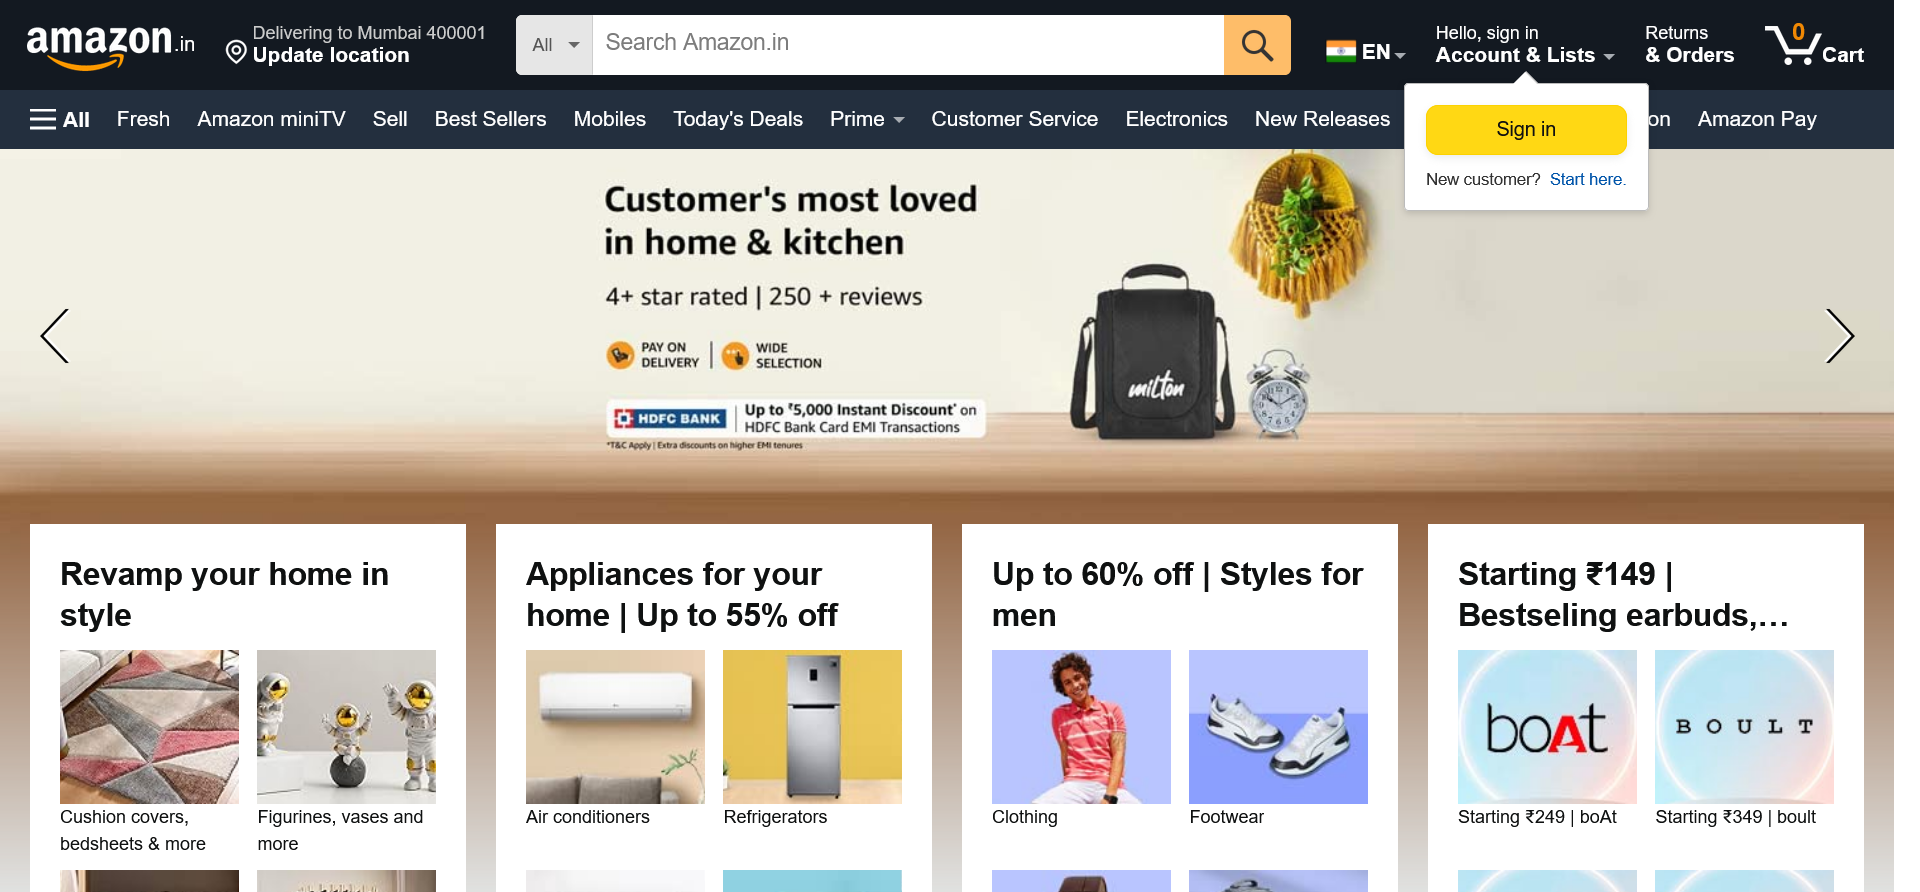 amazon.in
Delivering to Mumbai 400001
Update location
All
Search Amazon.in
EN
Hello, sign in
Account & Lists
Returns
& Orders
0
Cart
All
Fresh
Amazon miniTV
Sell
Best Sellers
Mobiles
Today's Deals
Prime
Customer Service
Electronics
New Releases
on
Amazon Pay
Sign in
New customer? Start here.
Customer's most loved
in home & kitchen
4+ star rated | 250 + reviews
PAY ON
DELIVERY
WIDE
SELECTION
HDFC BANK
Up to ₹5,000 Instant Discount* on
HDFC Bank Card EMI Transactions
*T&C Apply | Extra discounts on higher EMI tenures
milton
Revamp your home in
style
Cushion covers,
bedsheets & more
Figurines, vases and
more
Appliances for your
home | Up to 55% off
Air conditioners
Refrigerators
Up to 60% off | Styles for
men
Clothing
Footwear
Starting ₹149 |
Bestseling earbuds,…
boAt
BOULT
Starting ₹249 | boAt
Starting ₹349 | boult